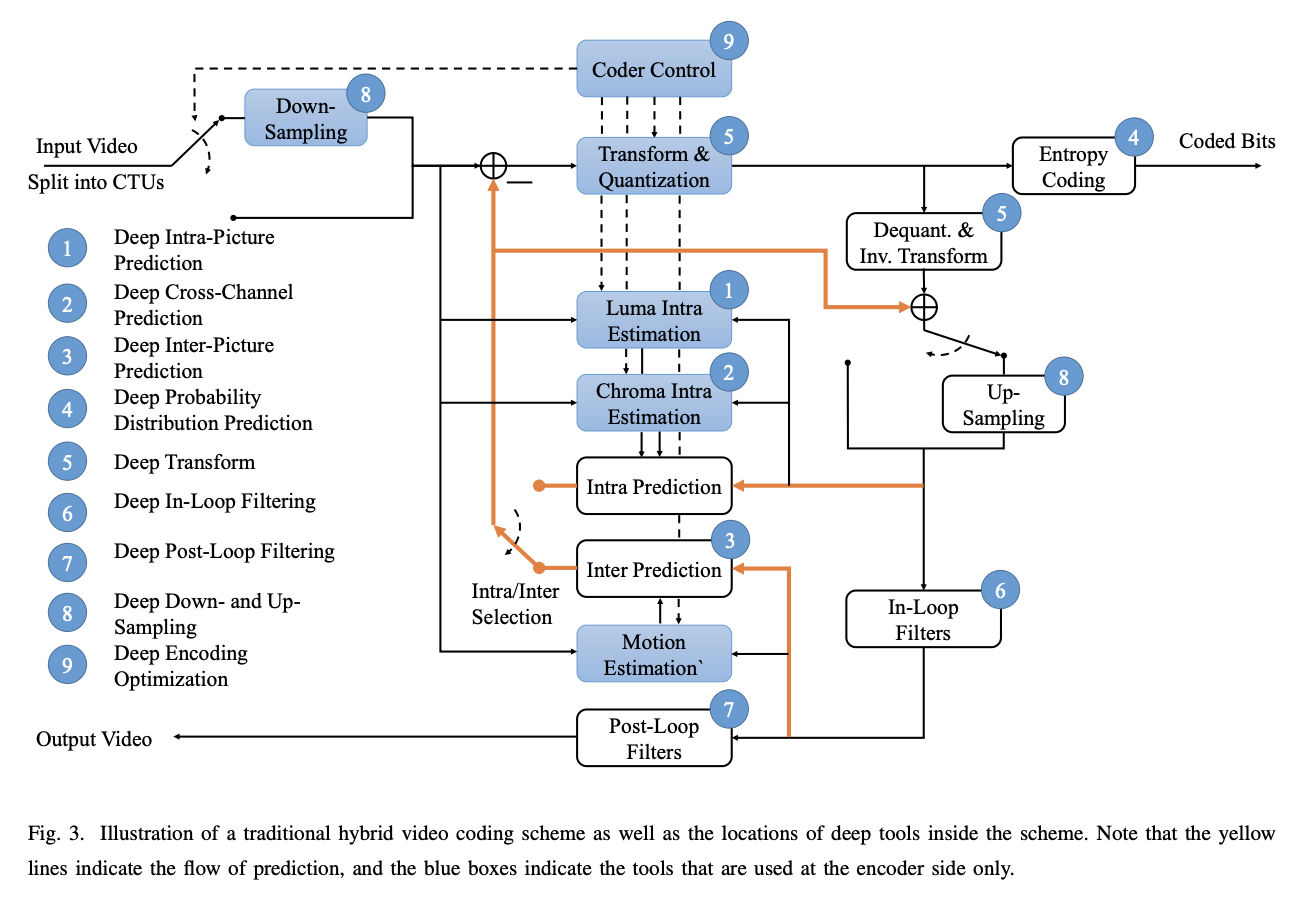 Coder Control
9
Down-
Sampling
8
Input Video
Split into CTUs
Transform &
Quantization
5
Entropy
Coding
4
Coded Bits
Dequant. &
Inv. Transform
5
1
Deep Intra-Picture
Prediction
2
Deep Cross-Channel
Prediction
3
Deep Inter-Picture
Prediction
4
Deep Probability
Distribution Prediction
5
Deep Transform
6
Deep In-Loop Filtering
7
Deep Post-Loop Filtering
8
Deep Down- and Up-
Sampling
9
Deep Encoding
Optimization
Luma Intra
Estimation
1
Chroma Intra
Estimation
2
Up-
Sampling
8
Intra Prediction
Inter Prediction
3
Intra/Inter
Selection
In-Loop
Filters
6
Motion
Estimation`
Post-Loop
Filters
7
Output Video
Fig. 3. Illustration of a traditional hybrid video coding scheme as well as the locations of deep tools inside the scheme. Note that the yellow
lines indicate the flow of prediction, and the blue boxes indicate the tools that are used at the encoder side only.